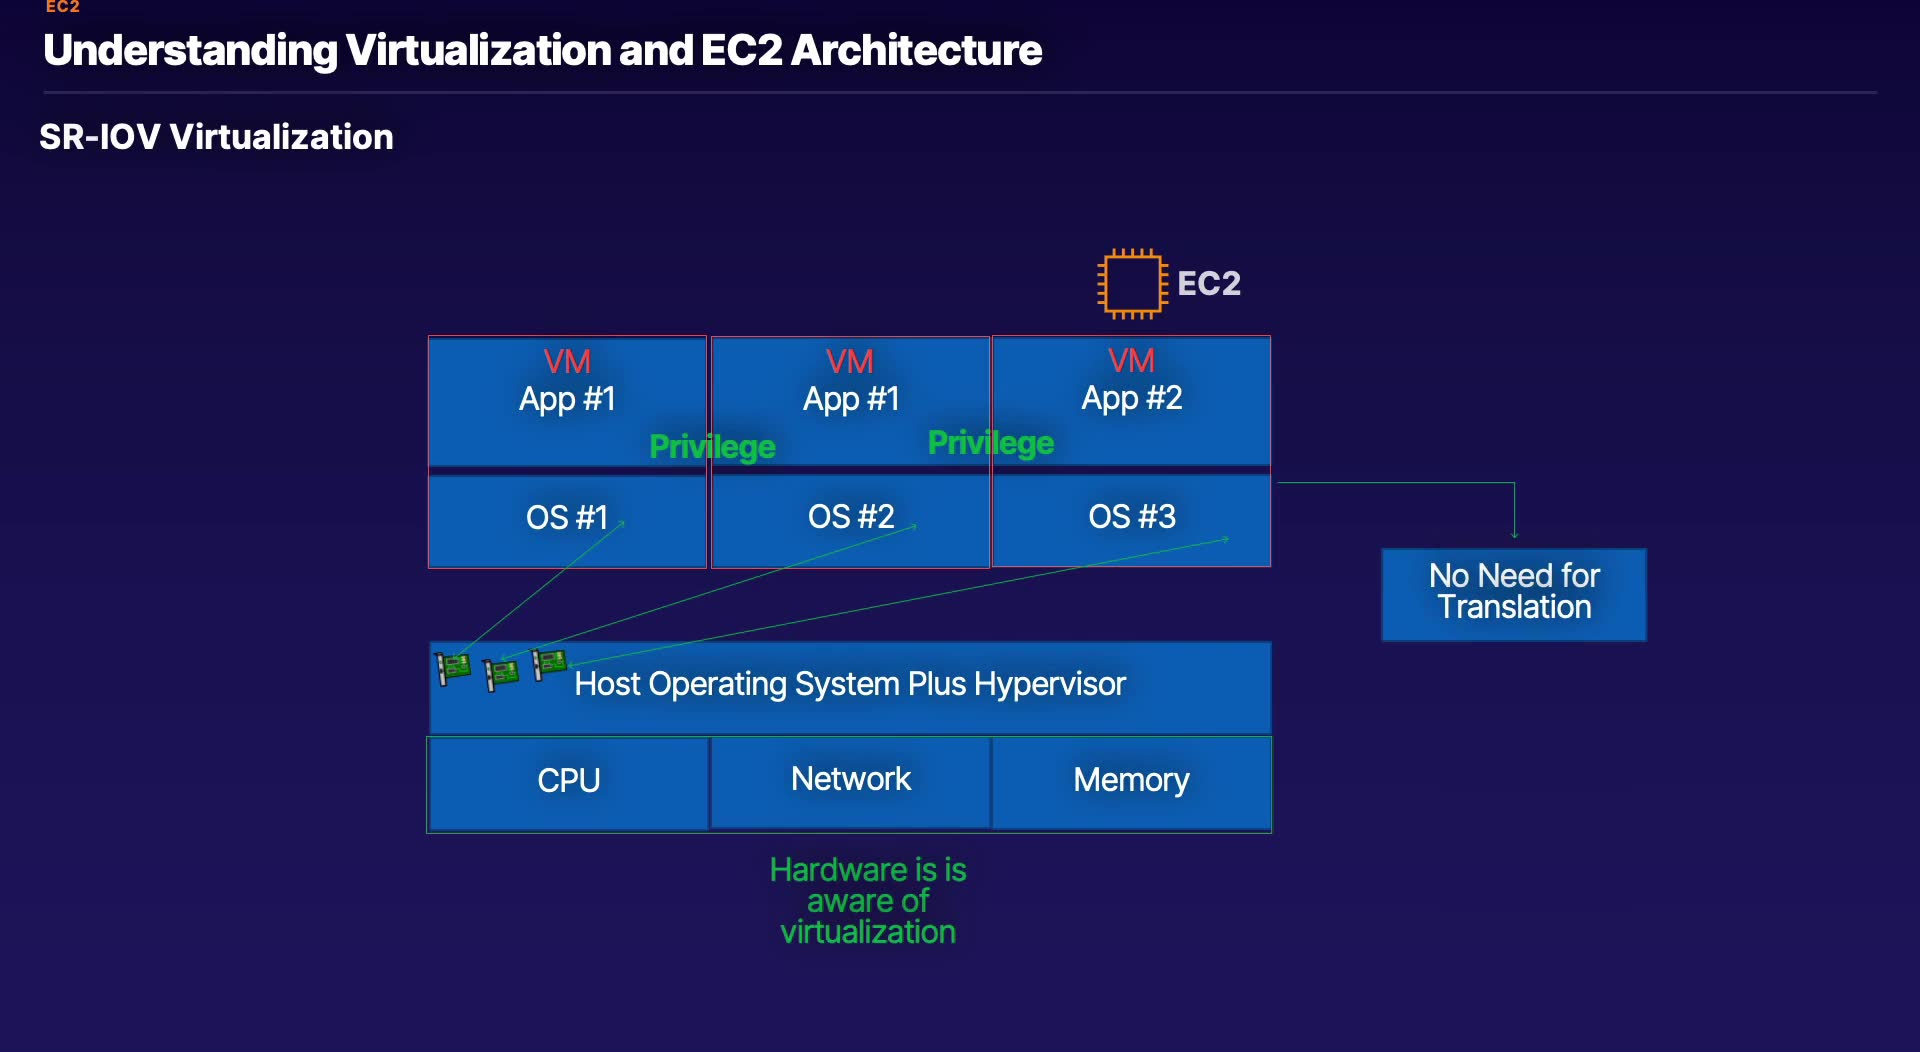 EC2
Understanding Virtualization and EC2 Architecture
SR-IOV Virtualization
EC2
VM
App #1
VM
App #1
VM
App #2
Privilege
Privilege
OS #1
OS #2
OS #3
No Need for
Translation
Host Operating System Plus Hypervisor
CPU
Network
Memory
Hardware is is
aware of
virtualization